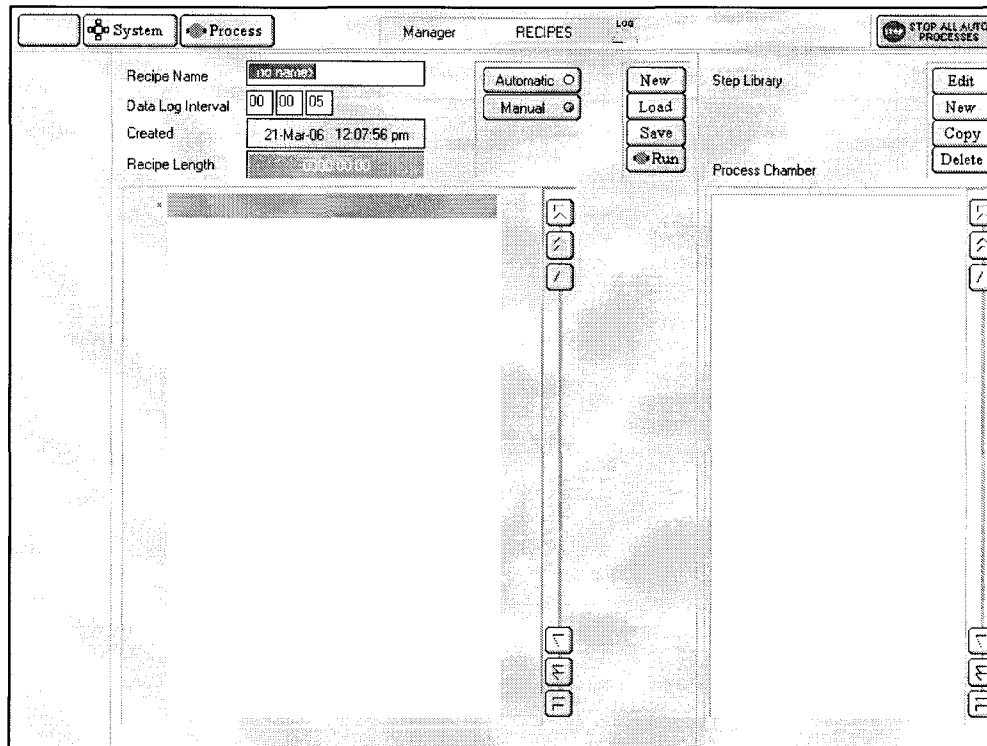 System
Process
Manager
RECIPES
LOG
STOP ALL AUTO
PROCESSES
Recipe Name
Automatic
New
Step Library
Edit
Data Log Interval
00 00 05
Manual
Load
New
Created
21-Mar-06 12:07:56 pm
Save
Copy
Recipe Length
Run
Process Chamber
Delete